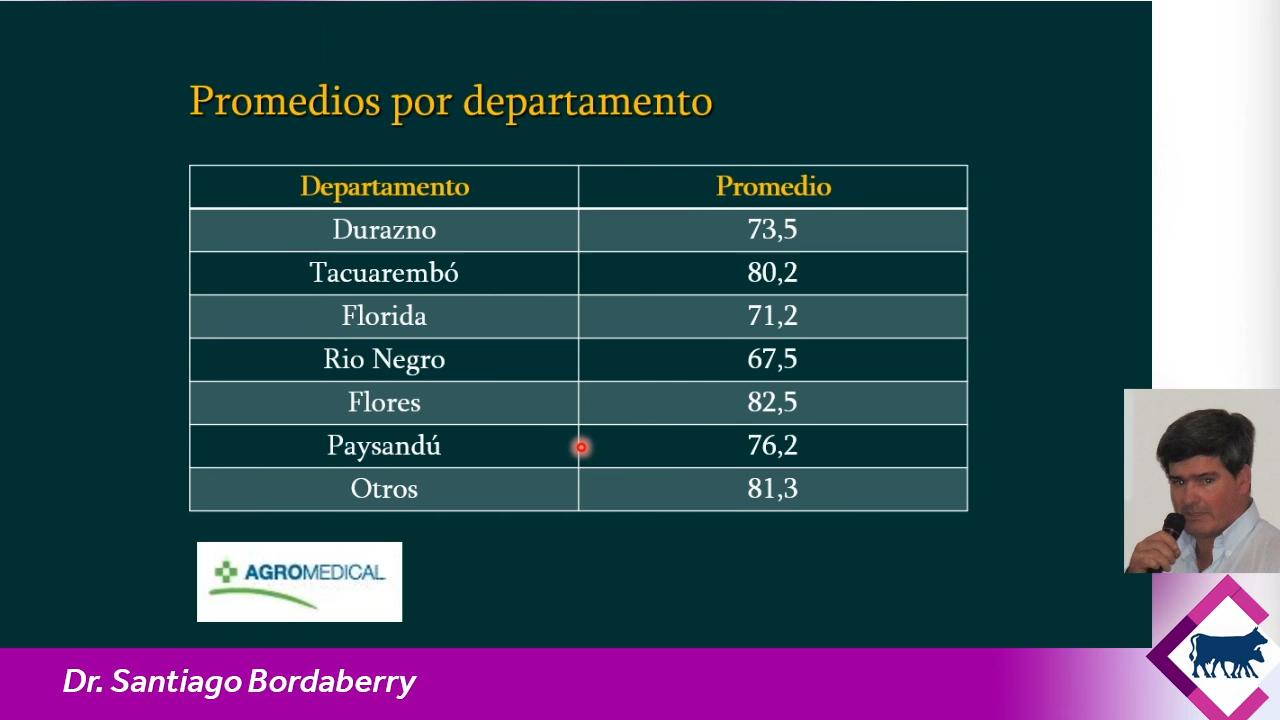 Promedios por departamento
Departamento Promedio
Durazno 73,5
Tacuarembó 80,2
Florida 71,2
Rio Negro 67,5
Flores 82,5
Paysandú 76,2
Otros 81,3
AGROMEDICAL
Dr. Santiago Bordaberry